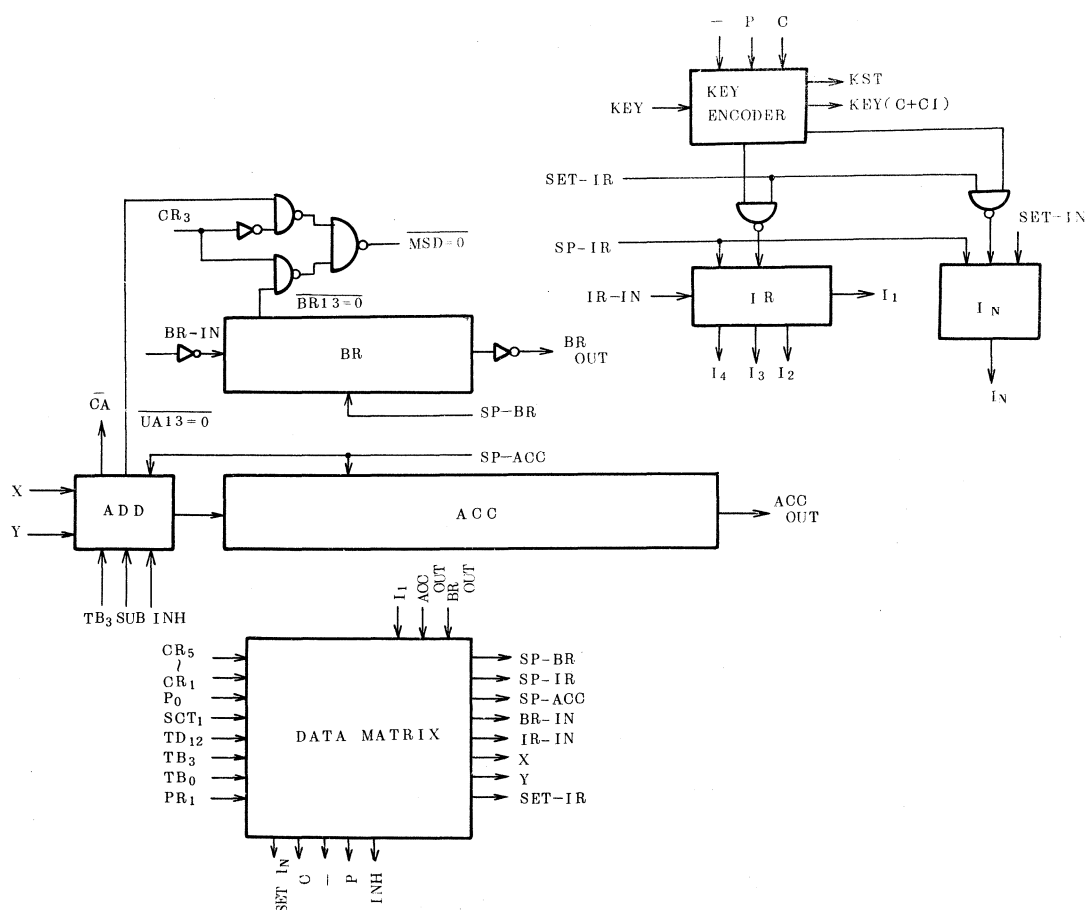 — P C
KEY
KEY ENCODER
KST
KEY(C+CI)
SET-IR
SET-IN
CR3
MSD=0
SP-IR
BR13=0
IR-IN
IR
I1
IN
BR-IN
BR
BR OUT
I4 I3 I2
IN
CA
UA13=0
SP-BR
SP-ACC
X
Y
ADD
ACC
ACC OUT
TB3 SUB INH
I1
ACC OUT
BR OUT
CR5
~
CR1
P0
SCT1
TD12
TB3
TB0
PR1
DATA MATRIX
SP-BR
SP-IR
SP-ACC
BR-IN
IR-IN
X
Y
SET-IR
SET IN
C
—
P
INH